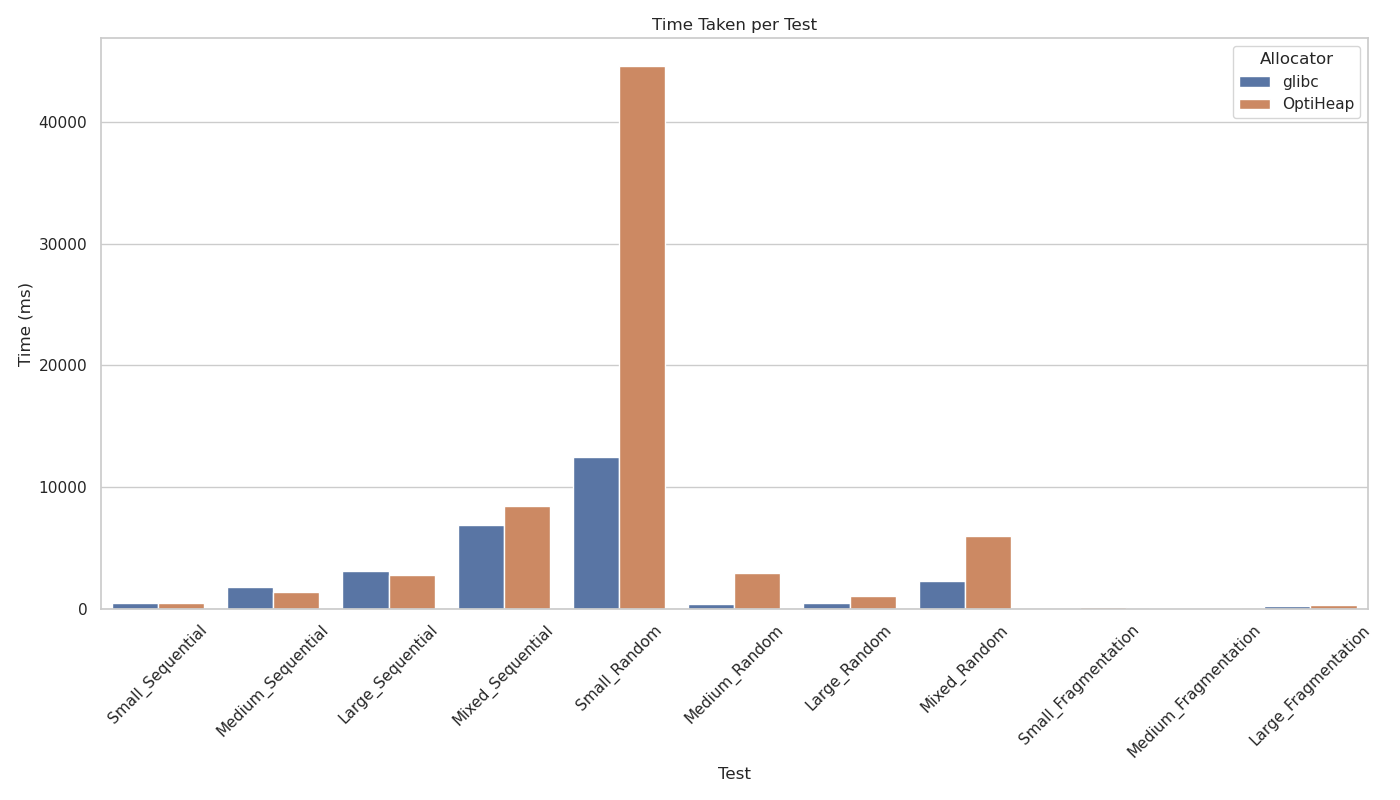 Time Taken per Test
Allocator
glibc
OptiHeap
Time (ms)
40000
30000
20000
10000
0
Small_Sequential
Medium_Sequential
Large_Sequential
Mixed_Sequential
Small_Random
Medium_Random
Large_Random
Mixed_Random
Small_Fragmentation
Medium_Fragmentation
Large_Fragmentation
Test